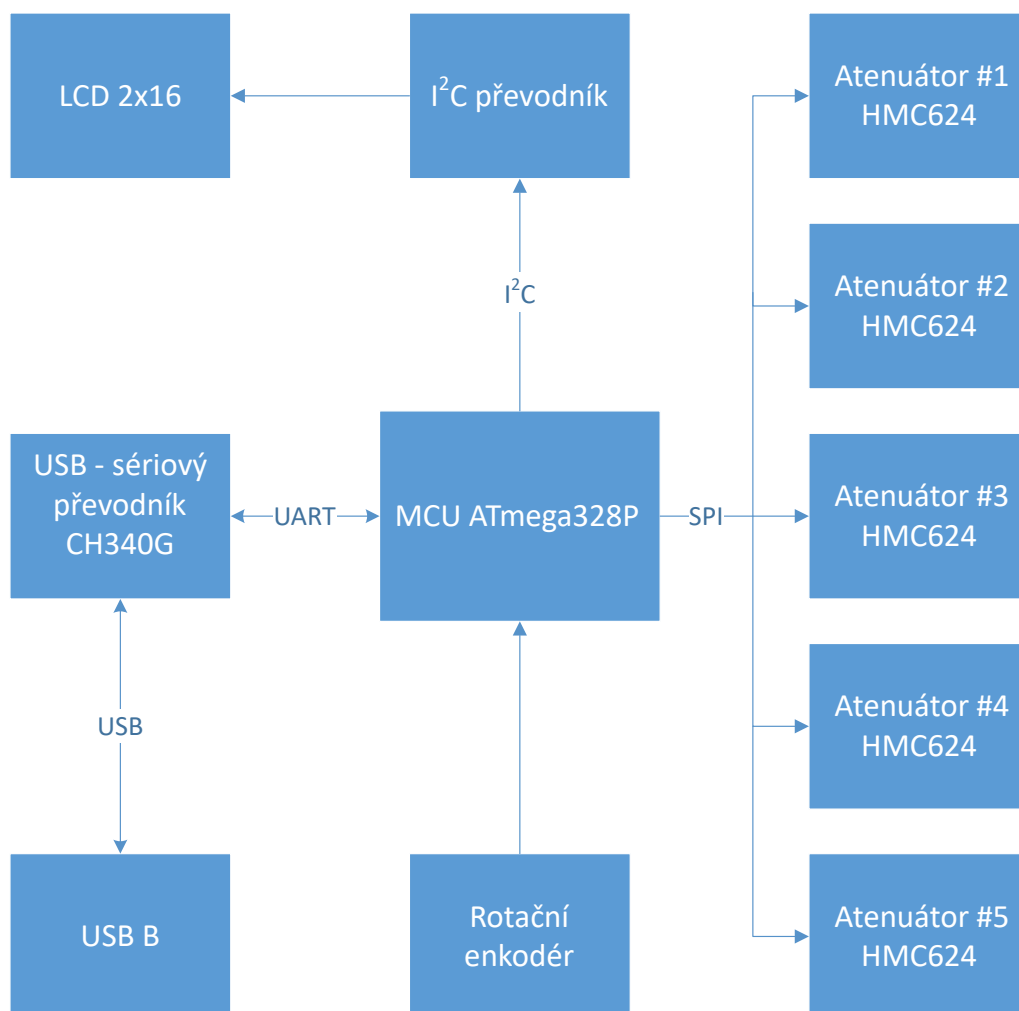 LCD 2x16
I²C převodník
Atenuátor #1
HMC624
Atenuátor #2
HMC624
I²C
USB - sériový
převodník
CH340G
UART
MCU ATmega328P
SPI
Atenuátor #3
HMC624
Atenuátor #4
HMC624
USB
USB B
Rotační
enkodér
Atenuátor #5
HMC624